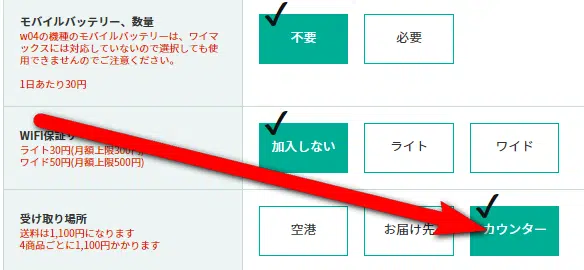 モバイルバッテリー、数量
w04の機種のモバイルバッテリーは、ワイマ
ックスには対応していないので選択しても使
用できませんのでご注意ください。
1日あたり30円
不要
必要
WIFI保証
ライト30円(月額上限300円)
ワイド50円(月額上限500円)
加入しない
ライト
ワイド
受け取り場所
送料は1,100円になります
4商品ごとに1,100円かかります
空港
お届け先
カウンター